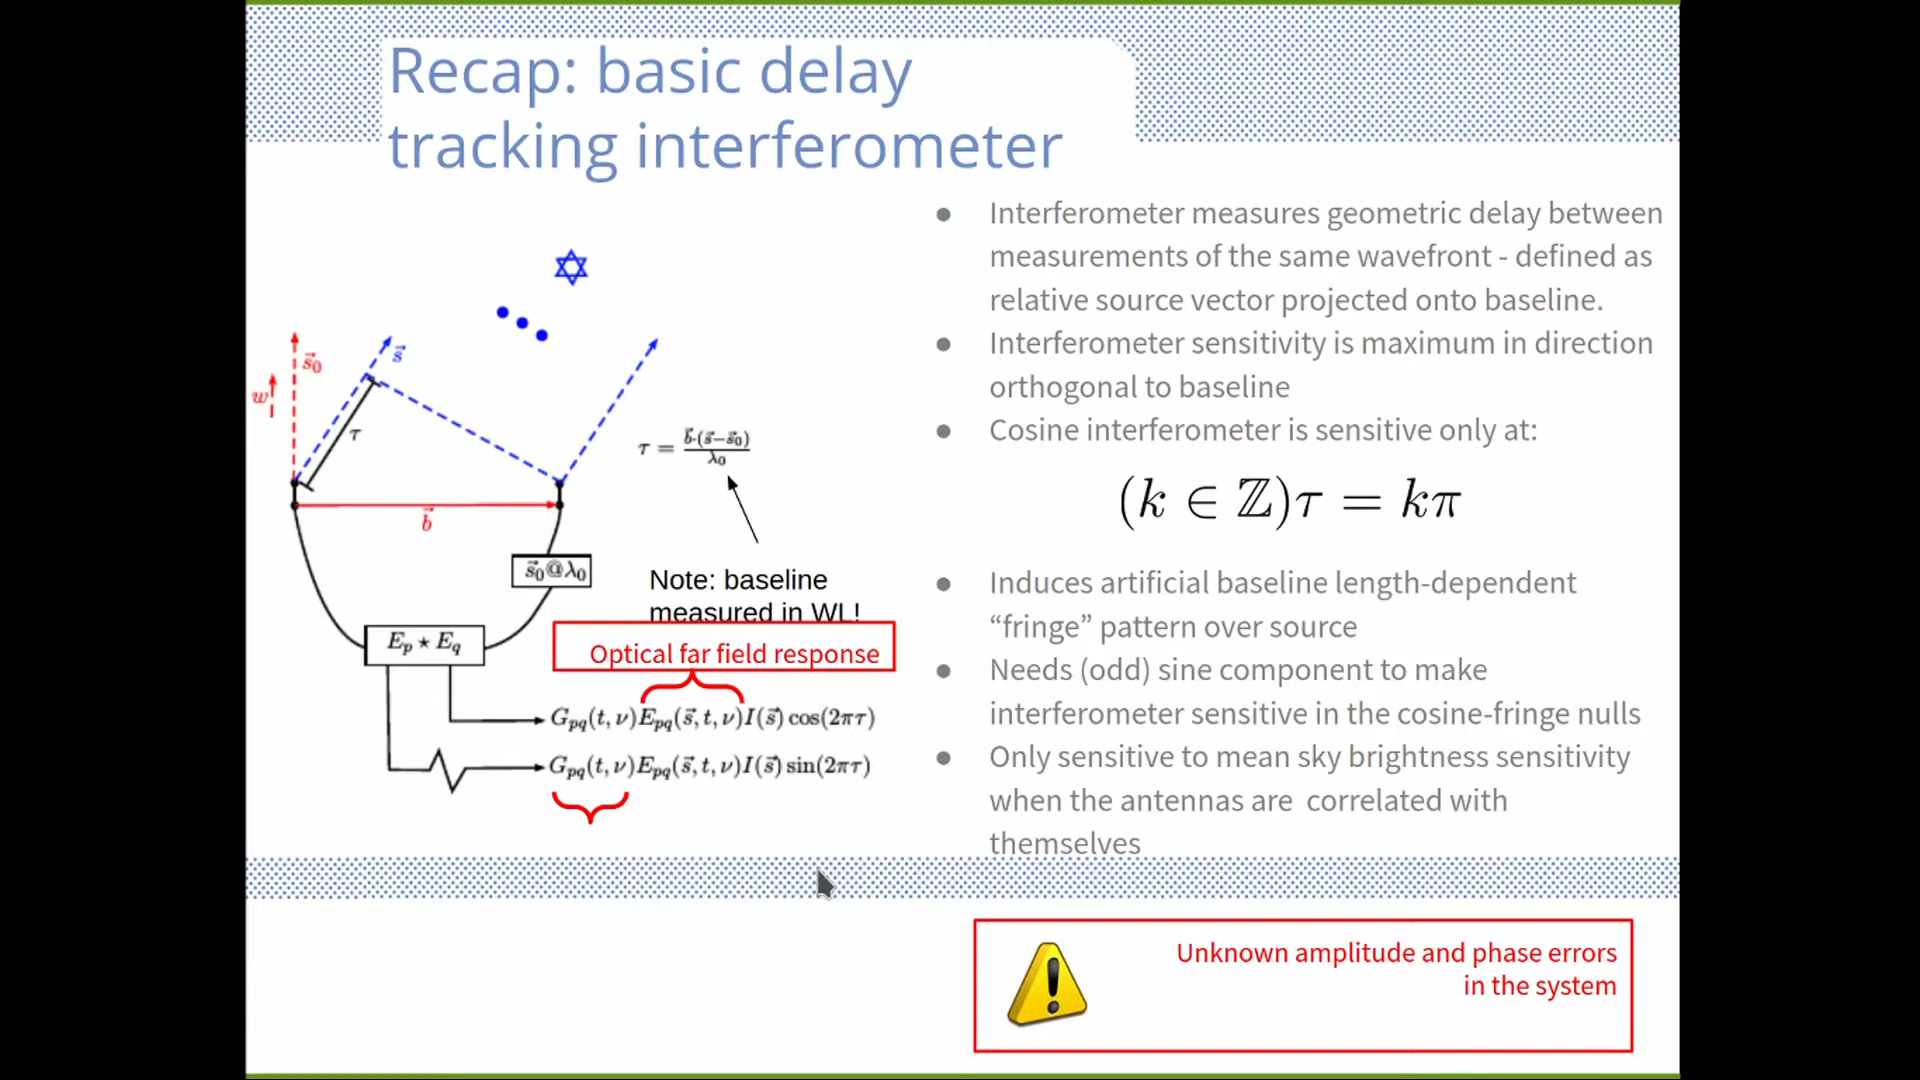 Recap: basic delay
tracking interferometer
Interferometer measures geometric delay between
measurements of the same wavefront - defined as
relative source vector projected onto baseline.
Interferometer sensitivity is maximum in direction
orthogonal to baseline
Cosine interferometer is sensitive only at:
(k ∈ ℤ)τ = kπ
Induces artificial baseline length-dependent
“fringe” pattern over source
Needs (odd) sine component to make
interferometer sensitive in the cosine-fringe nulls
Only sensitive to mean sky brightness sensitivity
when the antennas are  correlated with
themselves
s⃗₀
s⃗
w
τ
τ = b⃗·(s⃗−s⃗₀)/λ₀
b⃗
s⃗₀@λ₀
Note: baseline
measured in WL!
E_p ⋆ E_q
Optical far field response
G_pq(t, ν)E_pq(s⃗, t, ν)I(s⃗) cos(2πτ)
G_pq(t, ν)E_pq(s⃗, t, ν)I(s⃗) sin(2πτ)
Unknown amplitude and phase errors
in the system